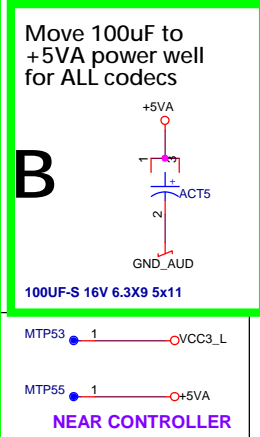 Move 100uF to
+5VA power well
for ALL codecs
+5VA
1
3
B
+
ACT5
2
GND_AUD
100UF-S 16V 6.3X9 5x11
MTP53 1 VCC3_L
MTP55 1 +5VA
NEAR CONTROLLER